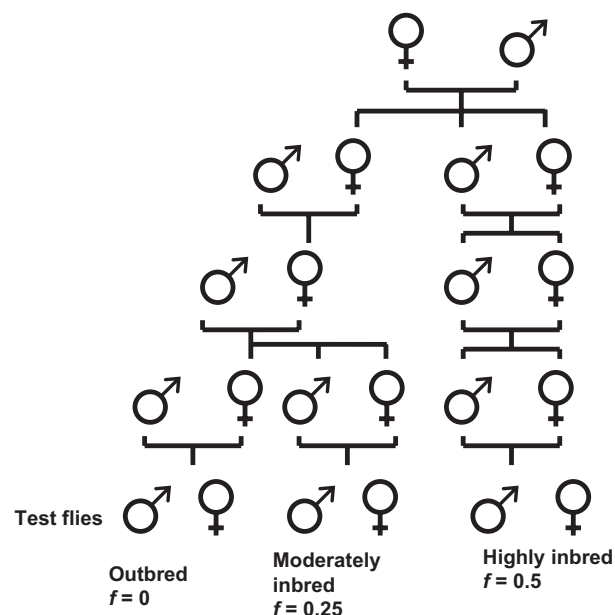 Test flies
Outbred
f = 0
Moderately
inbred
f = 0.25
Highly inbred
f = 0.5